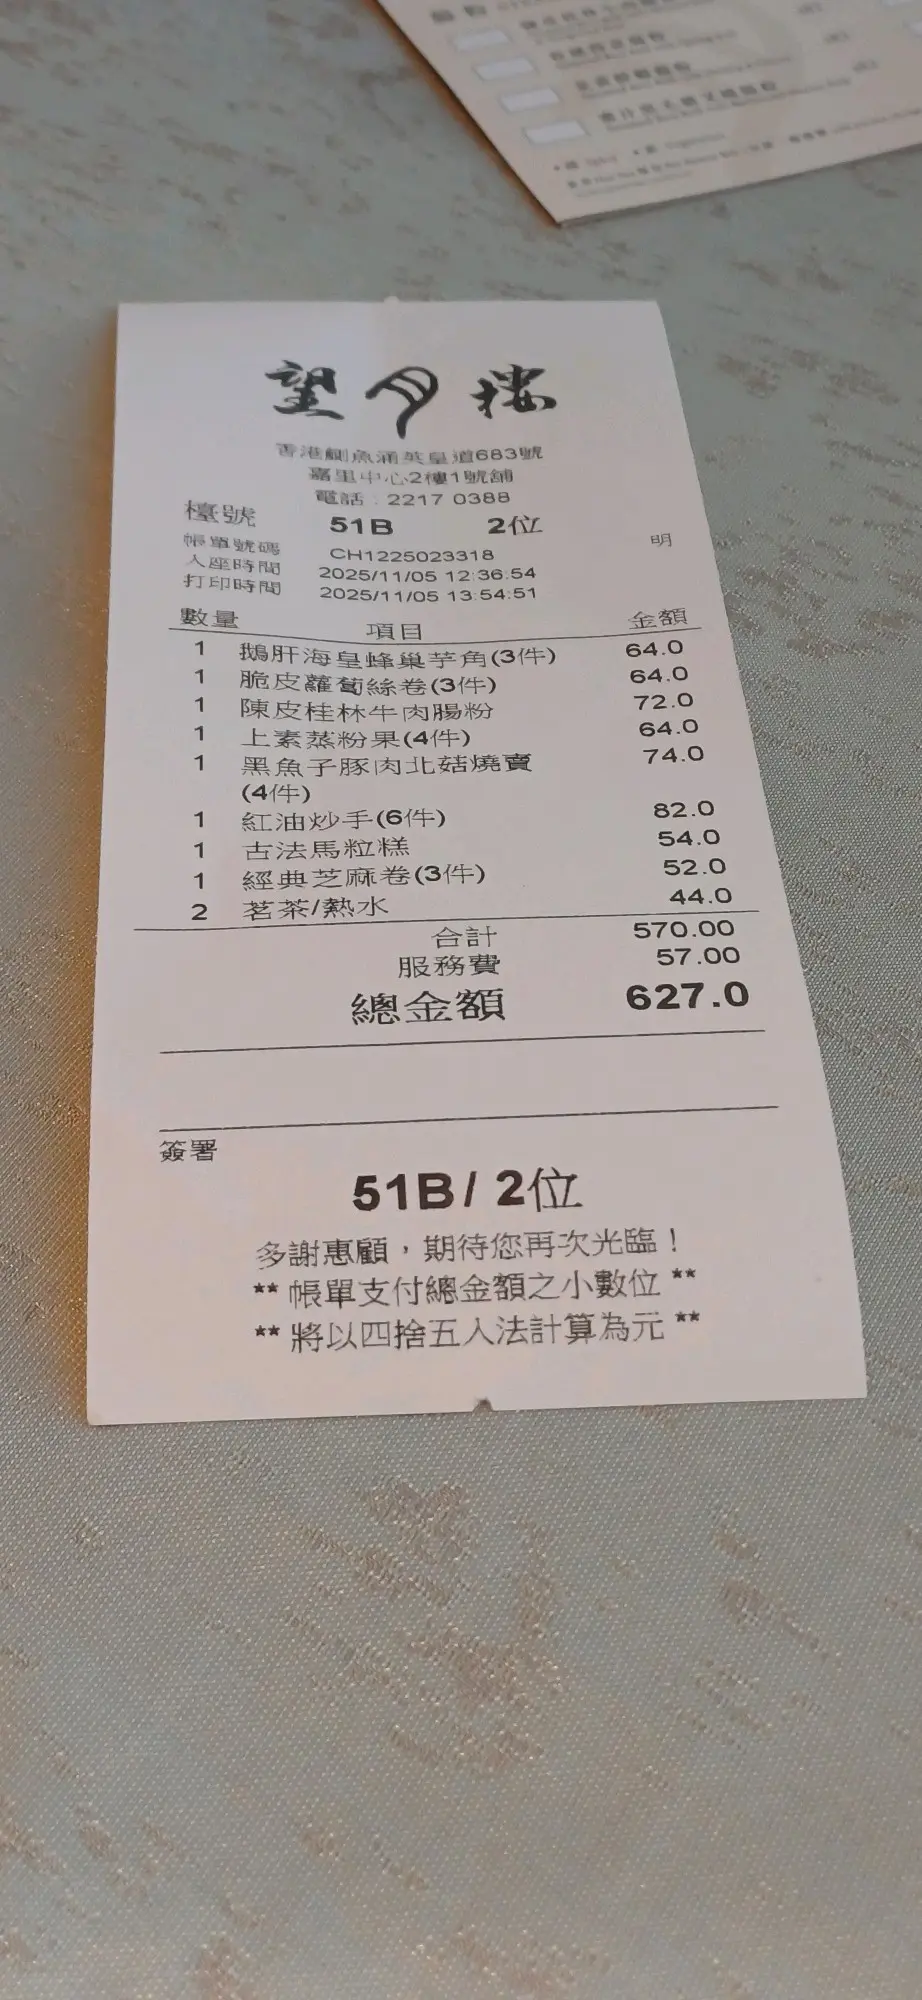 望月樓
香港鰂魚涌英皇道683號
嘉里中心2樓1號舖
電話：2217 0388
檯號 51B 2位
帳單號碼 CH1225023318 明
入座時間 2025/11/05 12:36:54
打印時間 2025/11/05 13:54:51
數量 項目 金額
1 鵝肝海皇蜂巢芋角(3件) 64.0
1 脆皮蘿蔔絲卷(3件) 64.0
1 陳皮桂林牛肉腸粉 72.0
1 上素蒸粉果(4件) 64.0
1 黑魚子豚肉北菇燒賣 74.0
(4件)
1 紅油炒手(6件) 82.0
1 古法馬粒糕 54.0
1 經典芝麻卷(3件) 52.0
2 茗茶/熱水 44.0
合計 570.00
服務費 57.00
總金額 627.0
簽署
51B/ 2位
多謝惠顧，期待您再次光臨！
** 帳單支付總金額之小數位 **
** 將以四捨五入法計算為元 **